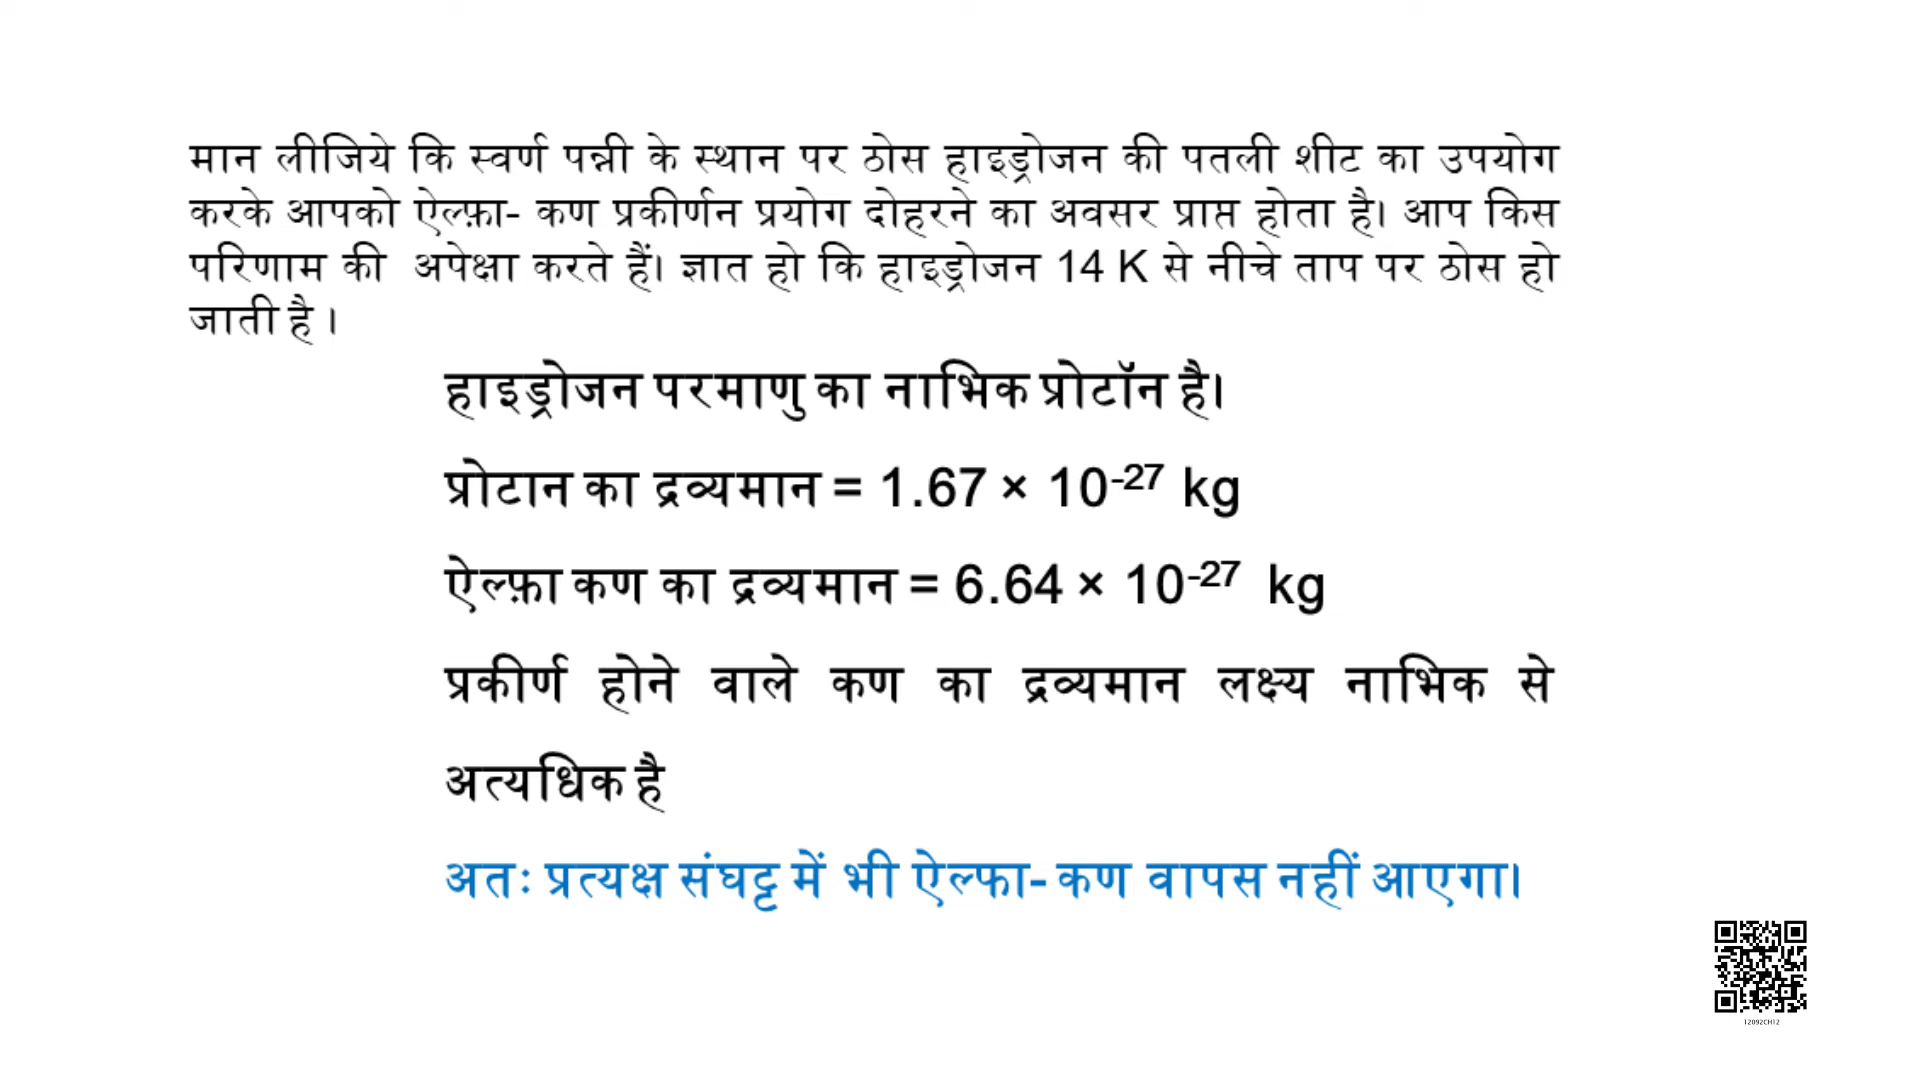 मान लीजिये कि स्वर्ण पन्नी के स्थान पर ठोस हाइड्रोजन की पतली शीट का उपयोग
करके आपको ऐल्फ़ा- कण प्रकीर्णन प्रयोग दोहरने का अवसर प्राप्त होता है। आप किस
परिणाम की अपेक्षा करते हैं। ज्ञात हो कि हाइड्रोजन 14 K से नीचे ताप पर ठोस हो
जाती है ।
हाइड्रोजन परमाणु का नाभिक प्रोटॉन है।
प्रोटान का द्रव्यमान = 1.67 × 10⁻²⁷ kg
ऐल्फ़ा कण का द्रव्यमान = 6.64 × 10⁻²⁷ kg
प्रकीर्ण होने वाले कण का द्रव्यमान लक्ष्य नाभिक से
अत्यधिक है
अतः प्रत्यक्ष संघट्ट में भी ऐल्फा- कण वापस नहीं आएगा।
12092CH12